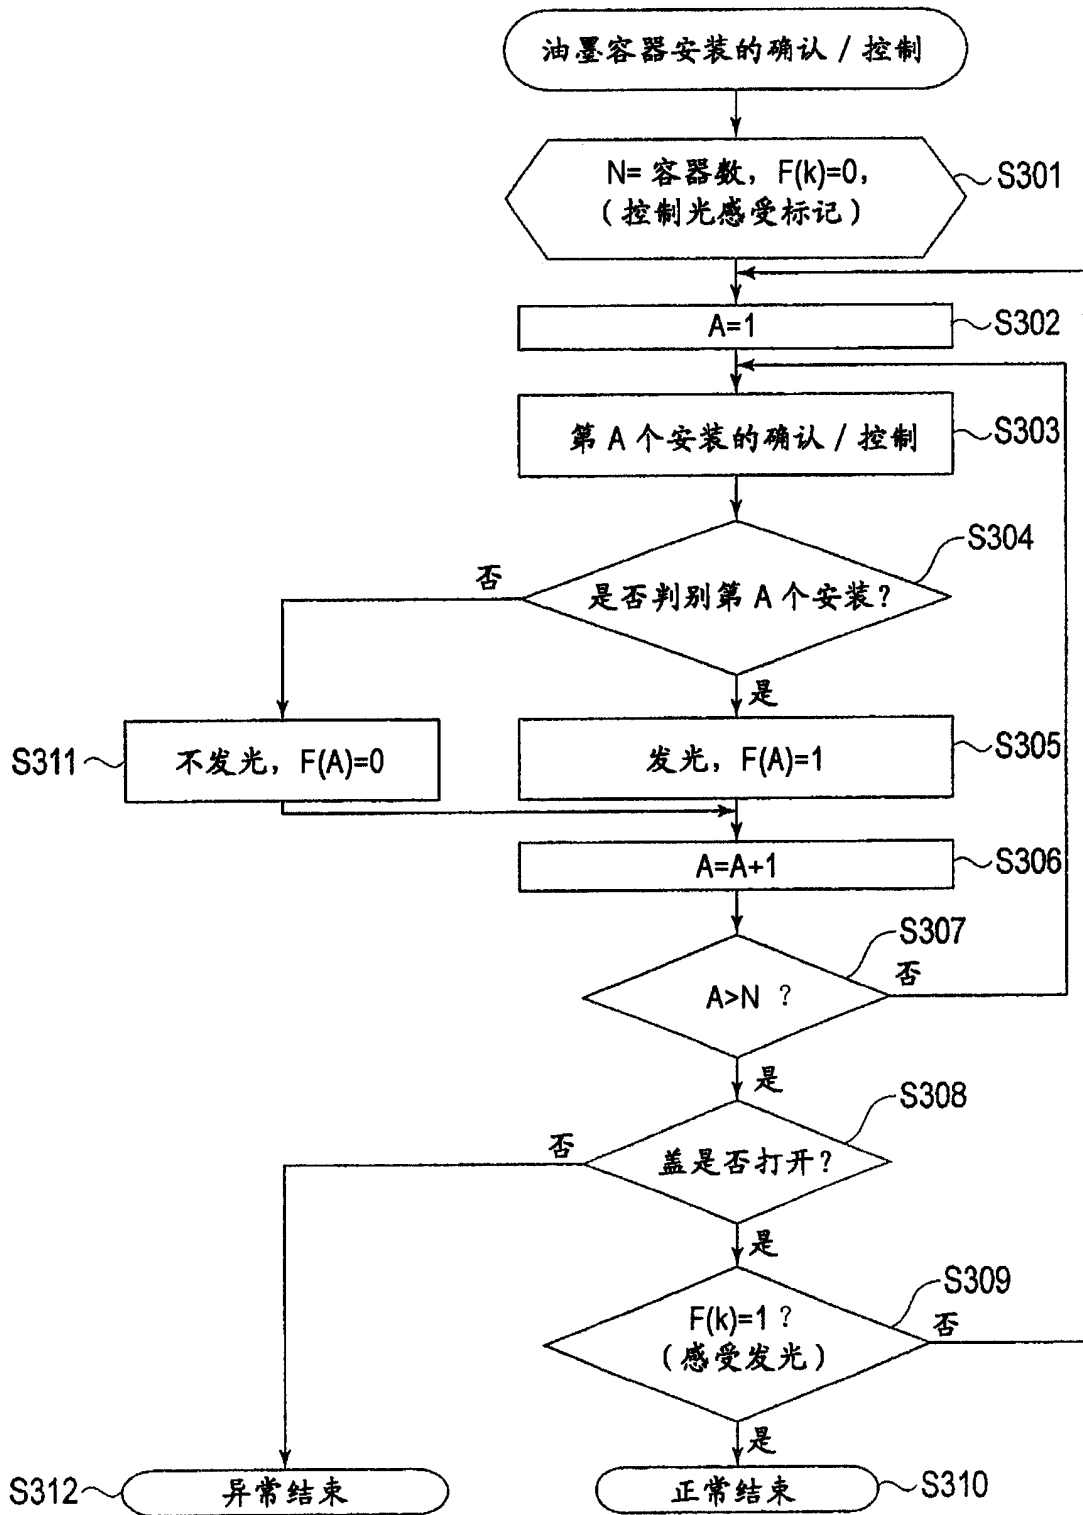 油墨容器安装的确认 / 控制
N= 容器数, F(k)=0,
(控制光感受标记)
S301
A=1
S302
第 A 个安装的确认 / 控制
S303
S304
是否判别第 A 个安装?
否
是
S311
不发光, F(A)=0
发光, F(A)=1
S305
A=A+1
S306
S307
A>N ?
否
是
S308
盖是否打开?
否
是
S309
F(k)=1 ?
(感受发光)
否
是
S312
异常结束
正常结束
S310